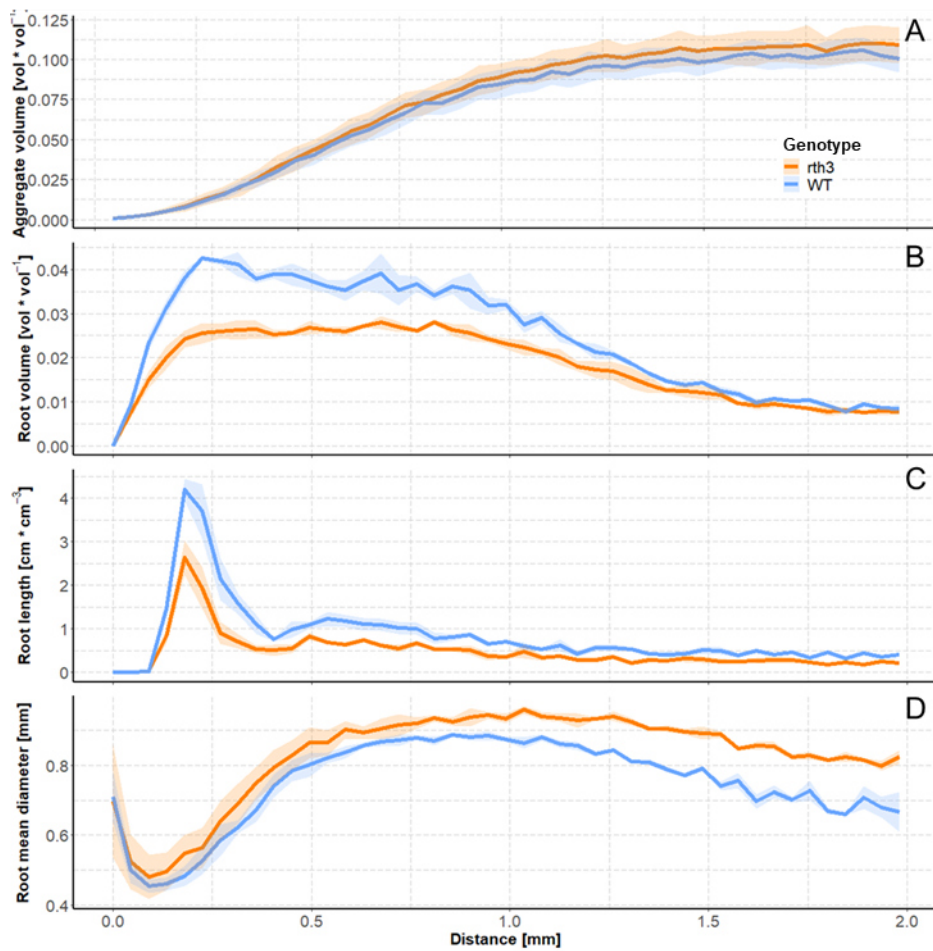 A
Aggregate volume [vol * vol⁻¹]
0.125
0.100
0.075
0.050
0.025
0.000
Genotype
rth3
WT
B
Root volume [vol * vol⁻¹]
0.04
0.03
0.02
0.01
0.00
C
Root length [cm * cm⁻³]
4
3
2
1
0
D
Root mean diameter [mm]
0.8
0.6
0.4
0.0
0.5
1.0
1.5
2.0
Distance [mm]